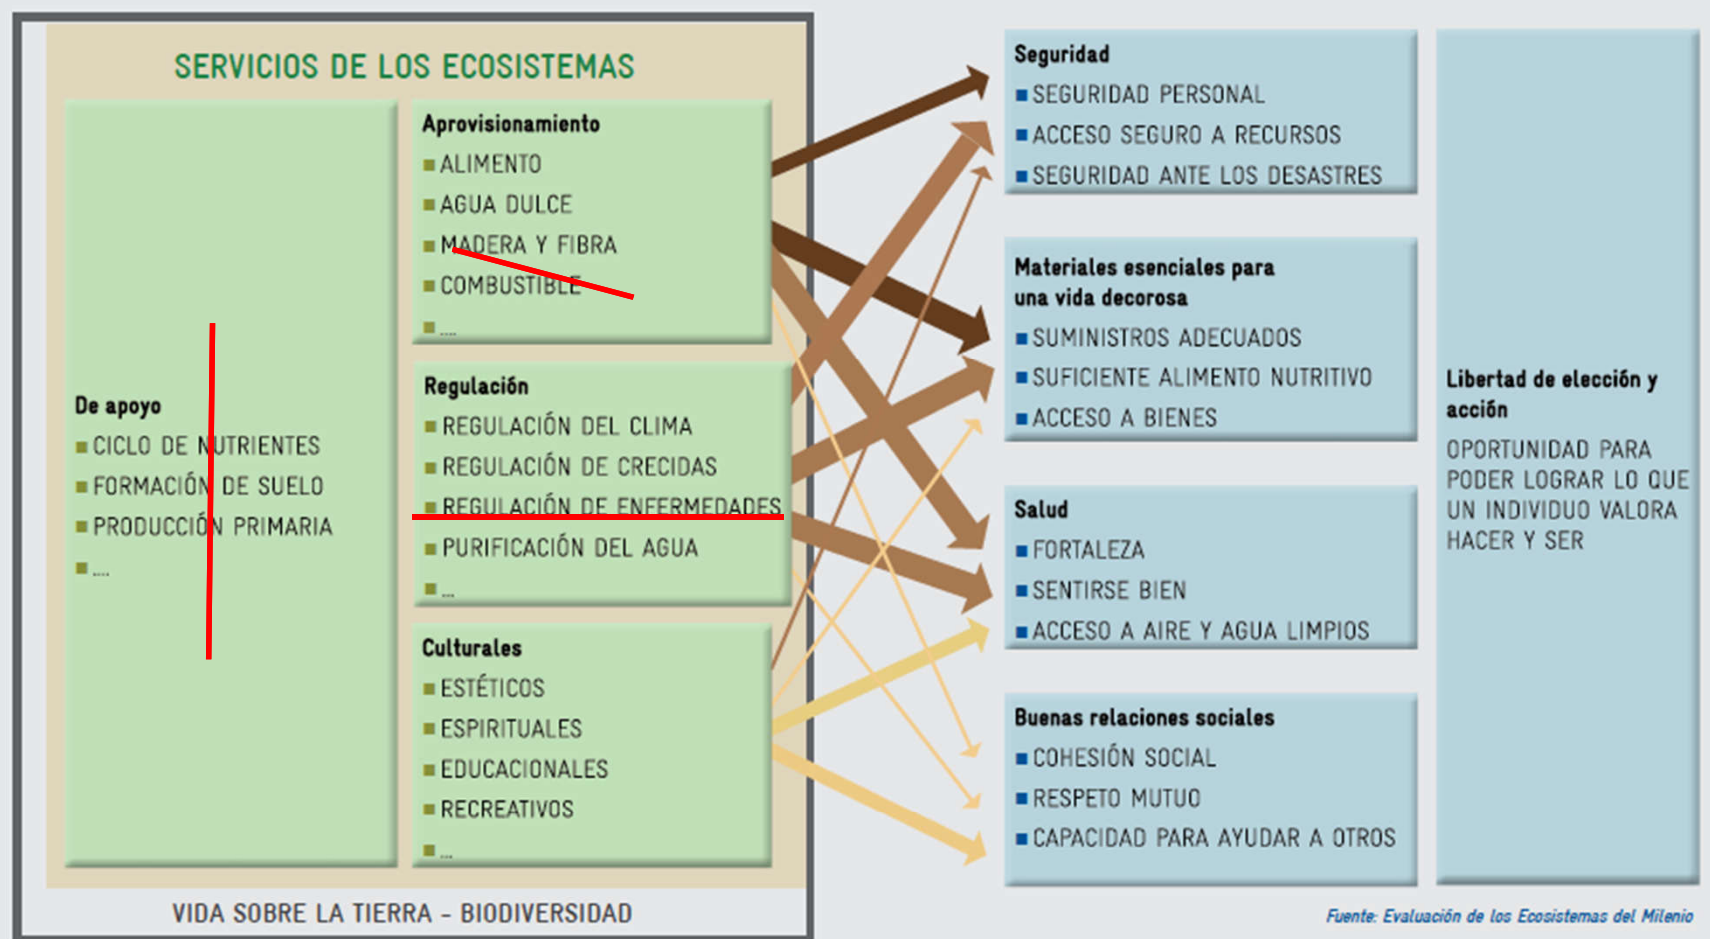 SERVICIOS DE LOS ECOSISTEMAS
De apoyo
CICLO DE NUTRIENTES
FORMACIÓN DE SUELO
PRODUCCIÓN PRIMARIA
....
Aprovisionamiento
ALIMENTO
AGUA DULCE
MADERA Y FIBRA
COMBUSTIBLE
....
Regulación
REGULACIÓN DEL CLIMA
REGULACIÓN DE CRECIDAS
REGULACIÓN DE ENFERMEDADES
PURIFICACIÓN DEL AGUA
...
Culturales
ESTÉTICOS
ESPIRITUALES
EDUCACIONALES
RECREATIVOS
...
VIDA SOBRE LA TIERRA - BIODIVERSIDAD
Seguridad
SEGURIDAD PERSONAL
ACCESO SEGURO A RECURSOS
SEGURIDAD ANTE LOS DESASTRES
Materiales esenciales para
una vida decorosa
SUMINISTROS ADECUADOS
SUFICIENTE ALIMENTO NUTRITIVO
ACCESO A BIENES
Salud
FORTALEZA
SENTIRSE BIEN
ACCESO A AIRE Y AGUA LIMPIOS
Buenas relaciones sociales
COHESIÓN SOCIAL
RESPETO MUTUO
CAPACIDAD PARA AYUDAR A OTROS
Libertad de elección y
acción
OPORTUNIDAD PARA
PODER LOGRAR LO QUE
UN INDIVIDUO VALORA
HACER Y SER
Fuente: Evaluación de los Ecosistemas del Milenio